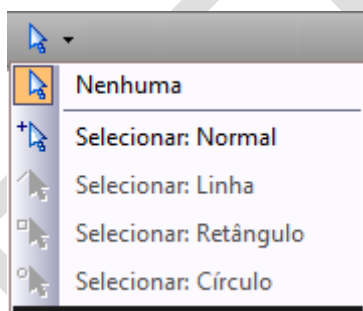 Nenhuma
Selecionar: Normal
Selecionar: Linha
Selecionar: Retângulo
Selecionar: Círculo